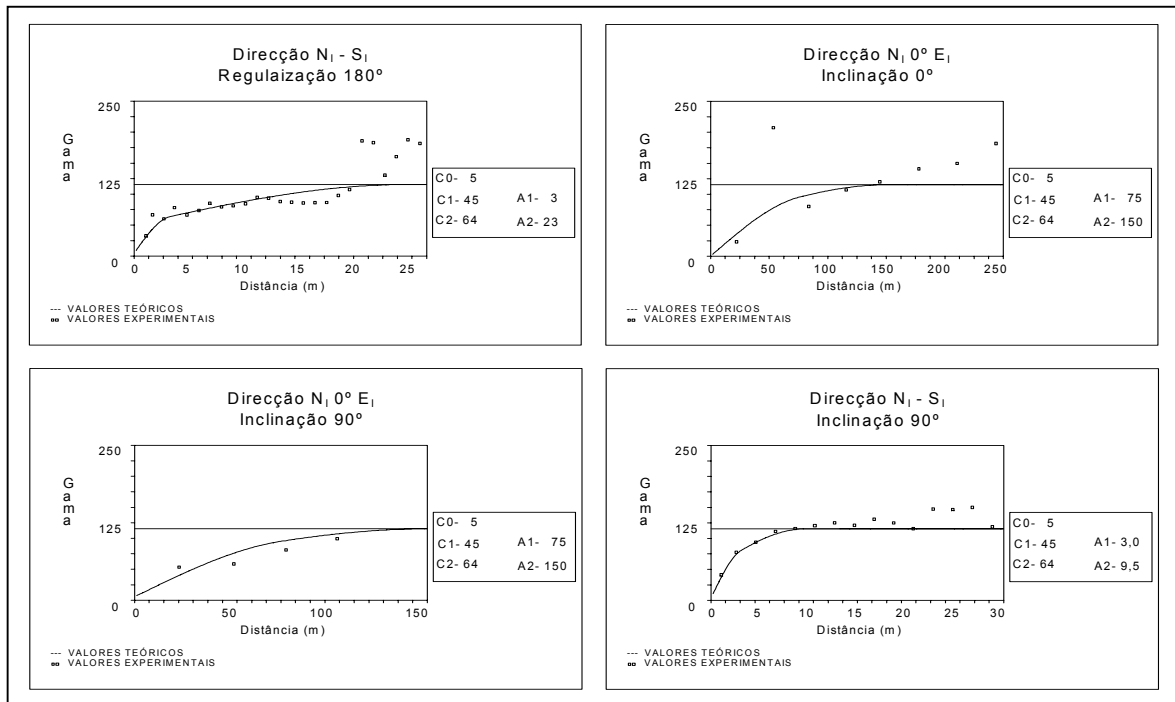 Direcção N_I - S_I
Regulaização 180º
Gama
250
125
0
0 5 10 15 20 25
Distância (m)
C0- 5
C1- 45 A1- 3
C2- 64 A2- 23
--- VALORES TEÓRICOS
VALORES EXPERIMENTAIS
Direcção N_I 0º E_I
Inclinação 0º
Gama
250
125
0
0 50 100 150 200 250
Distância (m)
C0- 5
C1- 45 A1- 75
C2- 64 A2- 150
--- VALORES TEÓRICOS
VALORES EXPERIMENTAIS
Direcção N_I 0º E_I
Inclinação 90º
Gama
250
125
0
0 50 100 150
Distância (m)
C0- 5
C1- 45 A1- 75
C2- 64 A2- 150
--- VALORES TEÓRICOS
VALORES EXPERIMENTAIS
Direcção N_I - S_I
Inclinação 90º
Gama
250
125
0
0 5 10 15 20 25 30
Distância (m)
C0- 5
C1- 45 A1- 3,0
C2- 64 A2- 9,5
--- VALORES TEÓRICOS
VALORES EXPERIMENTAIS